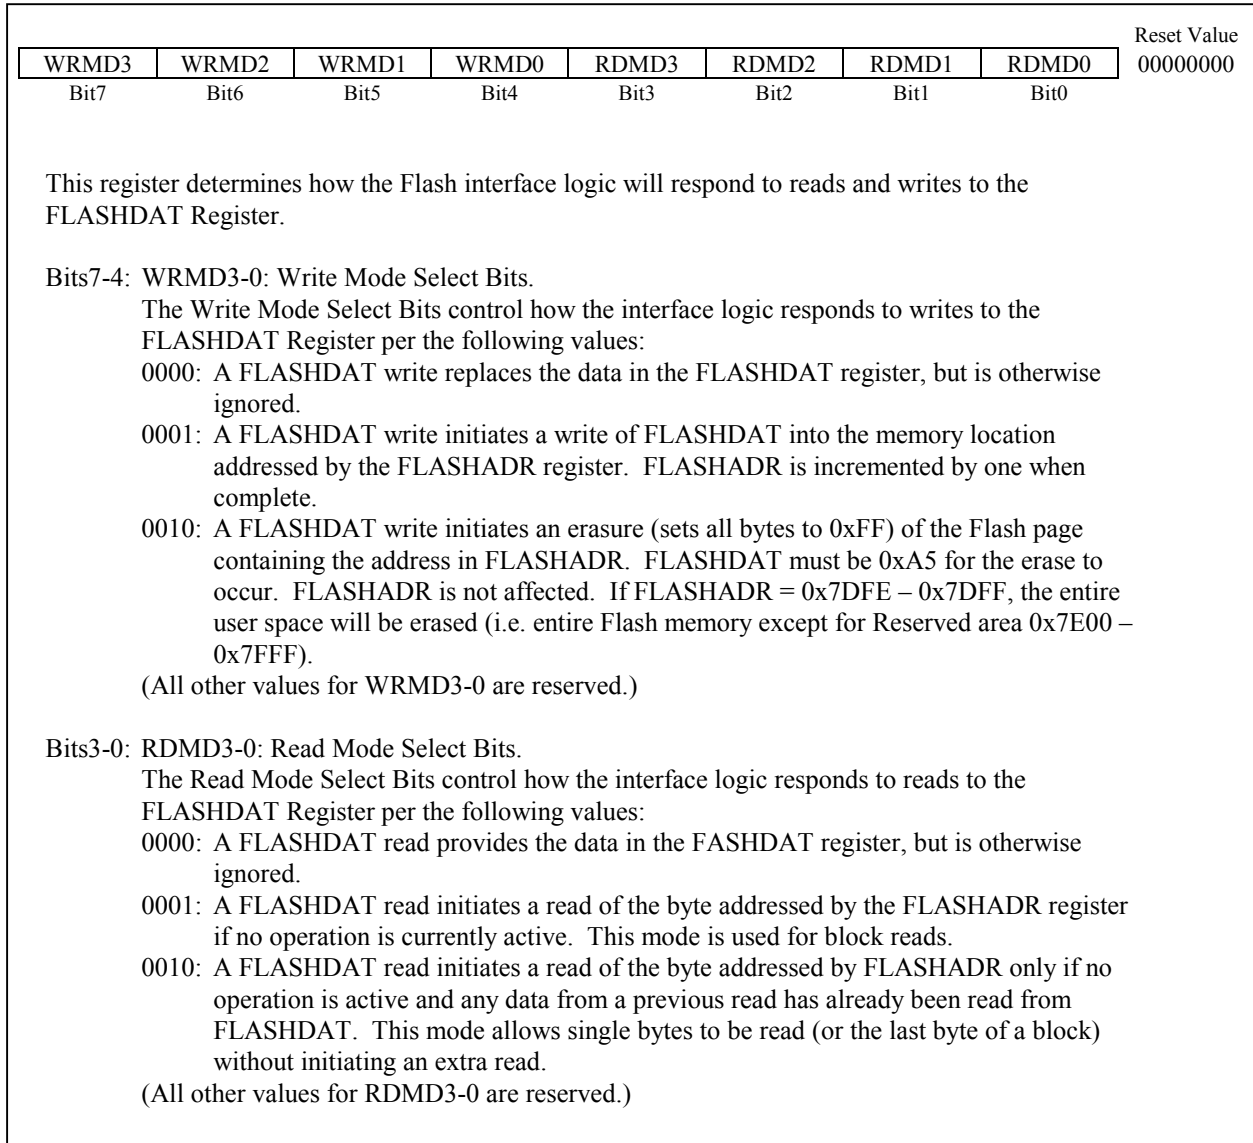 Reset Value
WRMD3 WRMD2 WRMD1 WRMD0 RDMD3 RDMD2 RDMD1 RDMD0 00000000
Bit7 Bit6 Bit5 Bit4 Bit3 Bit2 Bit1 Bit0
This register determines how the Flash interface logic will respond to reads and writes to the
FLASHDAT Register.
Bits7-4: WRMD3-0: Write Mode Select Bits.
The Write Mode Select Bits control how the interface logic responds to writes to the
FLASHDAT Register per the following values:
0000: A FLASHDAT write replaces the data in the FLASHDAT register, but is otherwise
ignored.
0001: A FLASHDAT write initiates a write of FLASHDAT into the memory location
addressed by the FLASHADR register. FLASHADR is incremented by one when
complete.
0010: A FLASHDAT write initiates an erasure (sets all bytes to 0xFF) of the Flash page
containing the address in FLASHADR. FLASHDAT must be 0xA5 for the erase to
occur. FLASHADR is not affected. If FLASHADR = 0x7DFE – 0x7DFF, the entire
user space will be erased (i.e. entire Flash memory except for Reserved area 0x7E00 –
0x7FFF).
(All other values for WRMD3-0 are reserved.)
Bits3-0: RDMD3-0: Read Mode Select Bits.
The Read Mode Select Bits control how the interface logic responds to reads to the
FLASHDAT Register per the following values:
0000: A FLASHDAT read provides the data in the FASHDAT register, but is otherwise
ignored.
0001: A FLASHDAT read initiates a read of the byte addressed by the FLASHADR register
if no operation is currently active. This mode is used for block reads.
0010: A FLASHDAT read initiates a read of the byte addressed by FLASHADR only if no
operation is active and any data from a previous read has already been read from
FLASHDAT. This mode allows single bytes to be read (or the last byte of a block)
without initiating an extra read.
(All other values for RDMD3-0 are reserved.)